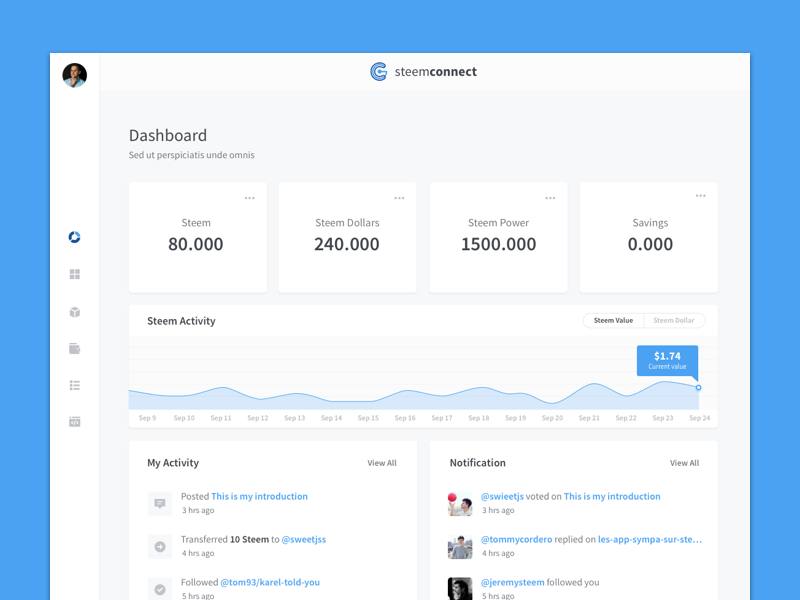 steemconnect
Dashboard
Sed ut perspiciatis unde omnis
Steem
80.000
Steem Dollars
240.000
Steem Power
1500.000
Savings
0.000
Steem Activity
Steem Value
Steem Dollar
$1.74
Current value
Sep 9 Sep 10 Sep 11 Sep 12 Sep 13 Sep 14 Sep 15 Sep 16 Sep 17 Sep 18 Sep 19 Sep 20 Sep 21 Sep 22 Sep 23 Sep 24
My Activity
View All
Posted This is my introduction
3 hrs ago
Transferred 10 Steem to @sweetjss
4 hrs ago
Followed @tom93/karel-told-you
5 hrs ago
Notification
View All
@swieetjs voted on This is my introduction
3 hrs ago
@tommycordero replied on les-app-sympa-sur-ste...
4 hrs ago
@jeremysteem followed you
5 hrs ago